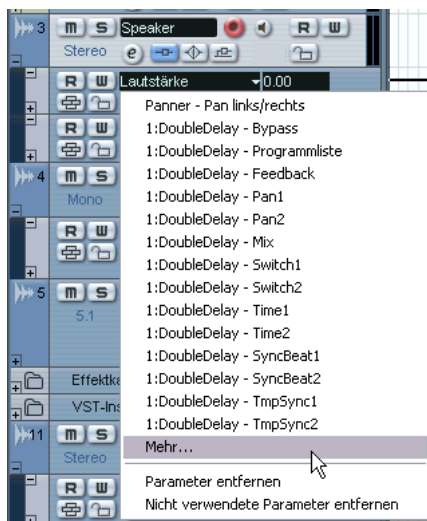 3 m S Speaker R W
Stereo e
R W Lautstärke 0.00
Panner - Pan links/rechts
R W 1:DoubleDelay - Bypass
1:DoubleDelay - Programmliste
4 m S 1:DoubleDelay - Feedback
Mono 1:DoubleDelay - Pan1
R W 1:DoubleDelay - Pan2
1:DoubleDelay - Mix
1:DoubleDelay - Switch1
5 m S 1:DoubleDelay - Switch2
5.1 1:DoubleDelay - Time1
1:DoubleDelay - Time2
1:DoubleDelay - SyncBeat1
Effektka 1:DoubleDelay - SyncBeat2
VST-Ins 1:DoubleDelay - TmpSync1
11 m S 1:DoubleDelay - TmpSync2
Stereo Mehr...
R W Parameter entfernen
Nicht verwendete Parameter entfernen